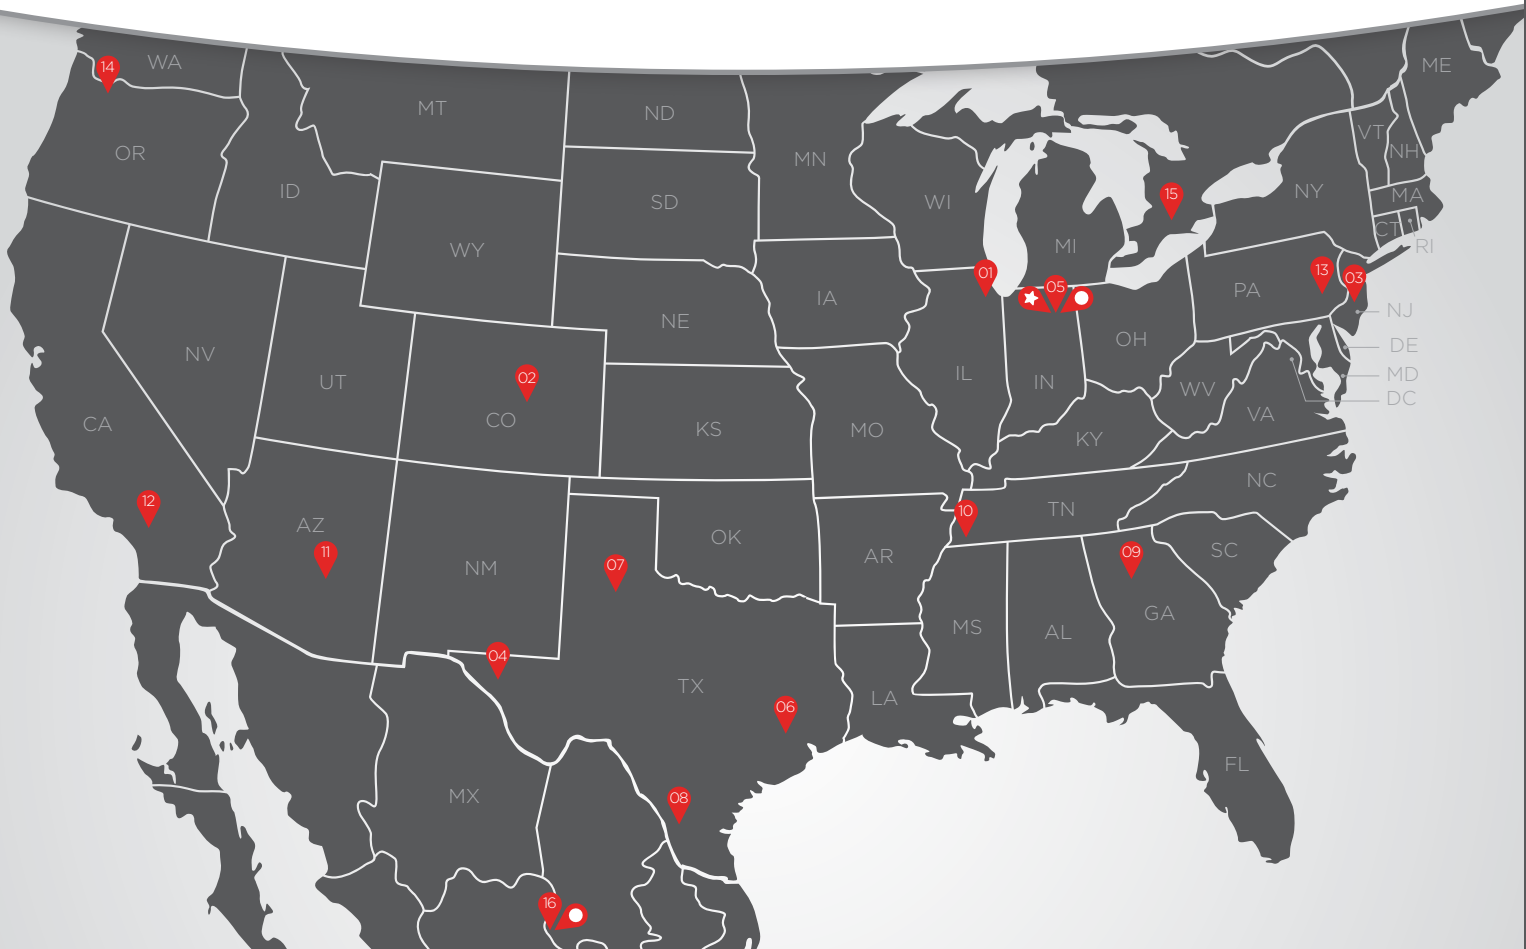 WA
14
ME
MT
ND
VT
OR
MN
NH
ID
NY
15
MA
SD
WI
CT
MI
RI
WY
01
13
03
05
PA
IA
NJ
NE
OH
DE
NV
UT
02
IL
IN
WV
MD
DC
CO
VA
CA
KS
MO
KY
NC
12
10
TN
AZ
OK
11
07
NM
AR
09
SC
GA
MS
AL
04
TX
LA
06
FL
MX
08
16